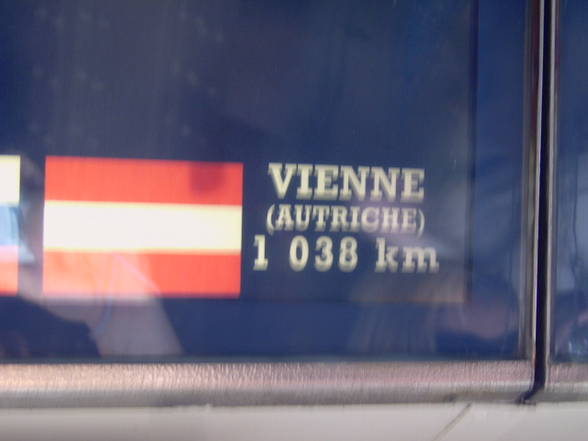 VIENNE
(AUTRICHE)
1 038 km